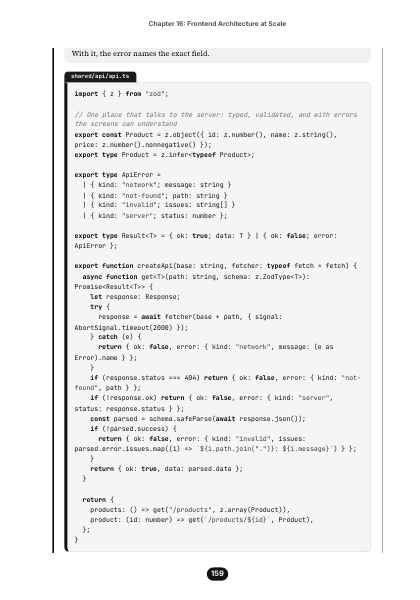 Chapter 16: Frontend Architecture at Scale
With it, the error names the exact field.
shared/api/api.ts
import { z } from "zod";
// One place that talks to the server: typed, validated, and with errors
the screens can understand
export const Product = z.object({ id: z.number(), name: z.string(),
price: z.number().nonnegative() });
export type Product = z.infer<typeof Product>;
export type ApiError =
| { kind: "network"; message: string }
| { kind: "not-found"; path: string }
| { kind: "invalid"; issues: string[] }
| { kind: "server"; status: number };
export type Result<T> = { ok: true; data: T } | { ok: false; error:
ApiError };
export function createApi(base: string, fetcher: typeof fetch = fetch) {
async function get<T>(path: string, schema: z.ZodType<T>):
Promise<Result<T>> {
let response: Response;
try {
response = await fetcher(base + path, { signal:
AbortSignal.timeout(2000) });
} catch (e) {
return { ok: false, error: { kind: "network", message: (e as
Error).name } };
}
if (response.status === 404) return { ok: false, error: { kind: "not-
found", path } };
if (!response.ok) return { ok: false, error: { kind: "server",
status: response.status } };
const parsed = schema.safeParse(await response.json());
if (!parsed.success) {
return { ok: false, error: { kind: "invalid", issues:
parsed.error.issues.map((i) => `${i.path.join(".")}: ${i.message}`) } };
}
return { ok: true, data: parsed.data };
}
return {
products: () => get("/products", z.array(Product)),
product: (id: number) => get(`/products/${id}`, Product),
};
}
159